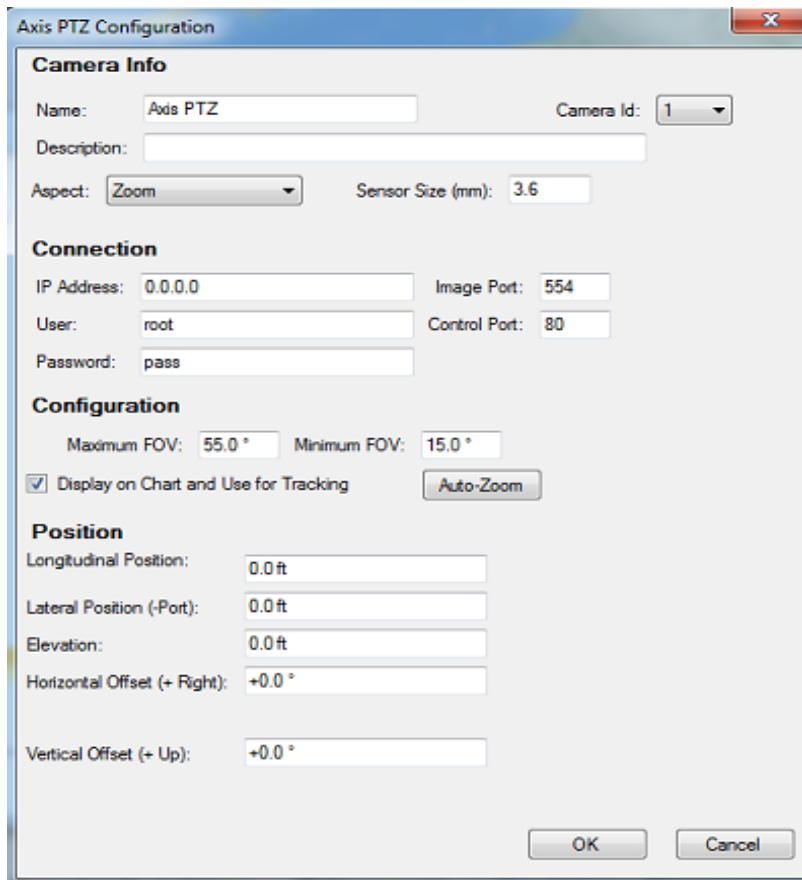 Axis PTZ Configuration
Camera Info
Name: Axis PTZ Camera Id: 1
Description:
Aspect: Zoom Sensor Size (mm): 3.6
Connection
IP Address: 0.0.0.0 Image Port: 554
User: root Control Port: 80
Password: pass
Configuration
Maximum FOV: 55.0 ° Minimum FOV: 15.0 °
Display on Chart and Use for Tracking Auto-Zoom
Position
Longitudinal Position: 0.0 ft
Lateral Position (-Port): 0.0 ft
Elevation: 0.0 ft
Horizontal Offset (+ Right): +0.0 °
Vertical Offset (+ Up): +0.0 °
OK Cancel